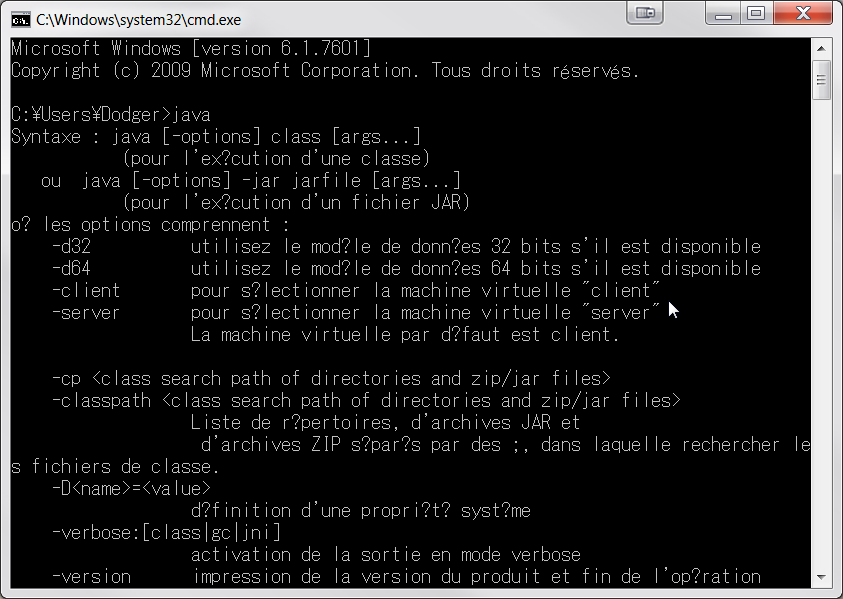 C:\Windows\system32\cmd.exe
Microsoft Windows [version 6.1.7601]
Copyright (c) 2009 Microsoft Corporation. Tous droits réservés.
C:¥Users¥Dodger>java
Syntaxe : java [-options] class [args...]
(pour l'ex?cution d'une classe)
ou java [-options] -jar jarfile [args...]
(pour l'ex?cution d'un fichier JAR)
o? les options comprennent :
-d32 utilisez le mod?le de donn?es 32 bits s'il est disponible
-d64 utilisez le mod?le de donn?es 64 bits s'il est disponible
-client pour s?lectionner la machine virtuelle "client"
-server pour s?lectionner la machine virtuelle "server"
La machine virtuelle par d?faut est client.
-cp <class search path of directories and zip/jar files>
-classpath <class search path of directories and zip/jar files>
Liste de r?pertoires, d'archives JAR et
d'archives ZIP s?par?s par des ;, dans laquelle rechercher le
s fichiers de classe.
-D<name>=<value>
d?finition d'une propri?t? syst?me
-verbose:[class|gc|jni]
activation de la sortie en mode verbose
-version impression de la version du produit et fin de l'op?ration